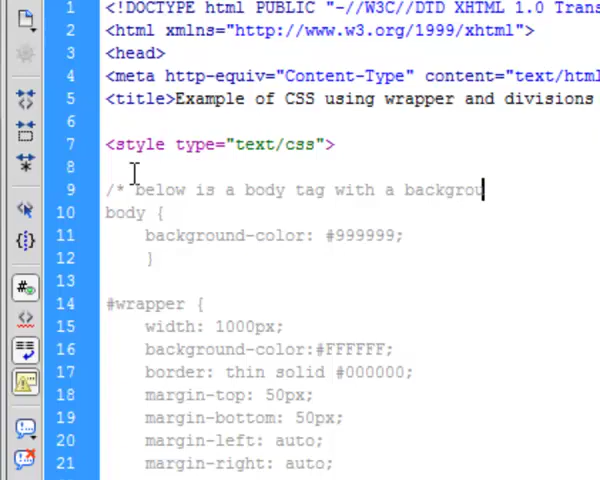 1 <!DOCTYPE html PUBLIC "-//W3C//DTD XHTML 1.0 Trans
2 <html xmlns="http://www.w3.org/1999/xhtml">
3 <head>
4 <meta http-equiv="Content-Type" content="text/html
5 <title>Example of CSS using wrapper and divisions
6
7 <style type="text/css">
8
9 /* below is a body tag with a backgrou
10 body {
11 background-color: #999999;
12 }
13
14 #wrapper {
15 width: 1000px;
16 background-color:#FFFFFF;
17 border: thin solid #000000;
18 margin-top: 50px;
19 margin-bottom: 50px;
20 margin-left: auto;
21 margin-right: auto;